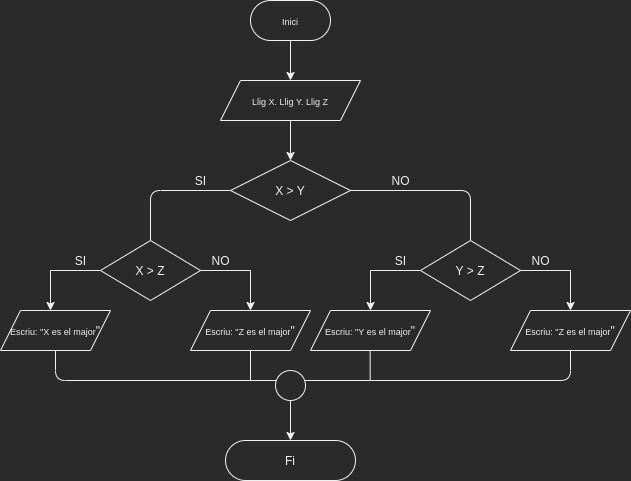 Inici
Llig X. Llig Y. Llig Z
X > Y
SI
NO
X > Z
SI
NO
Y > Z
SI
NO
Escriu: "X es el major"
Escriu: "Z es el major"
Escriu: "Y es el major"
Escriu: "Z es el major"
Fi